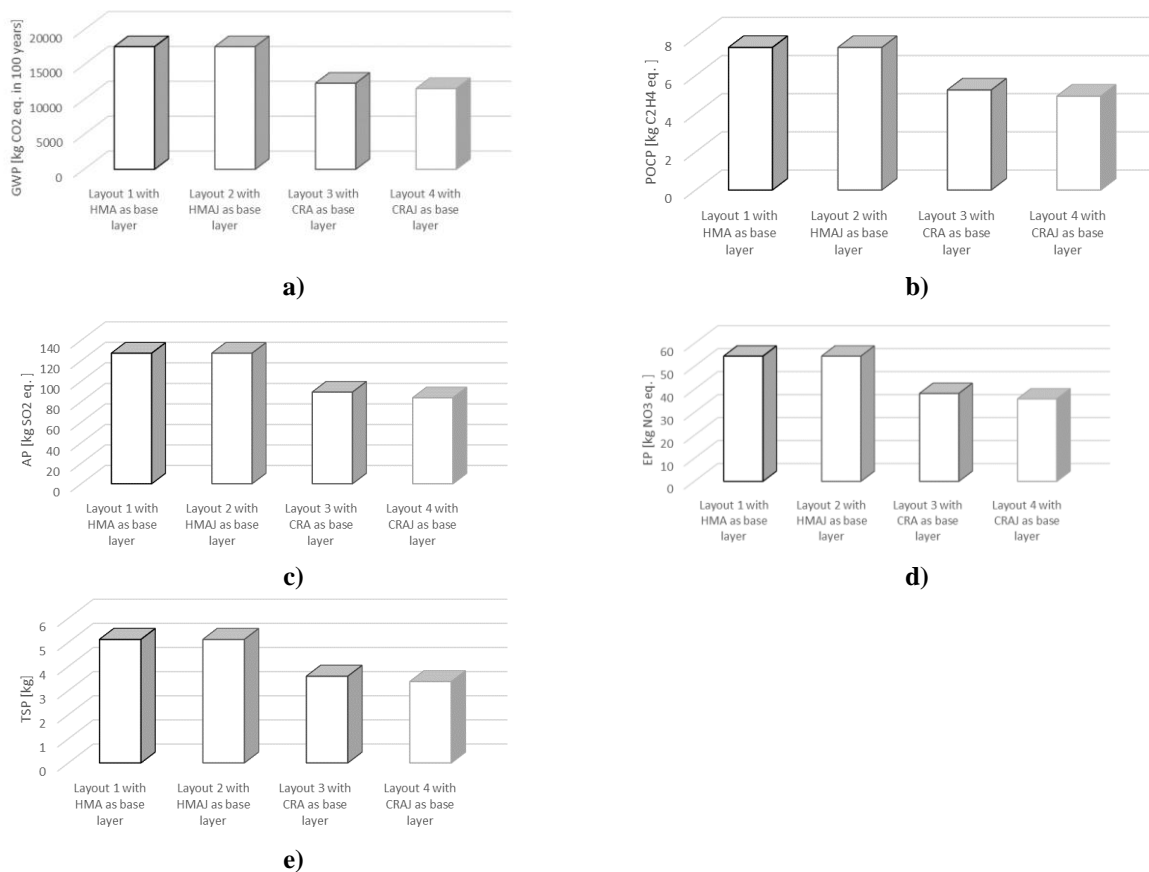 GWP [kg CO2 eq. in 100 years]
20000
15000
10000
5000
0
Layout 1 with
HMA as base
layer
Layout 2 with
HMAJ as base
layer
Layout 3 with
CRA as base
layer
Layout 4 with
CRAJ as base
layer
a)
POCP [kg C2H4 eq. ]
8
6
4
2
0
Layout 1 with
HMA as base
layer
Layout 2 with
HMAJ as base
layer
Layout 3 with
CRA as base
layer
Layout 4 with
CRAJ as base
layer
b)
AP [kg SO2 eq. ]
140
120
100
80
60
40
20
0
Layout 1 with
HMA as base
layer
Layout 2 with
HMAJ as base
layer
Layout 3 with
CRA as base
layer
Layout 4 with
CRAJ as base
layer
c)
EP [kg NO3 eq. ]
60
50
40
30
20
10
0
Layout 1 with
HMA as base
layer
Layout 2 with
HMAJ as base
layer
Layout 3 with
CRA as base
layer
Layout 4 with
CRAJ as base
layer
d)
TSP [kg]
6
5
4
3
2
1
0
Layout 1 with
HMA as base
layer
Layout 2 with
HMAJ as base
layer
Layout 3 with
CRA as base
layer
Layout 4 with
CRAJ as base
layer
e)